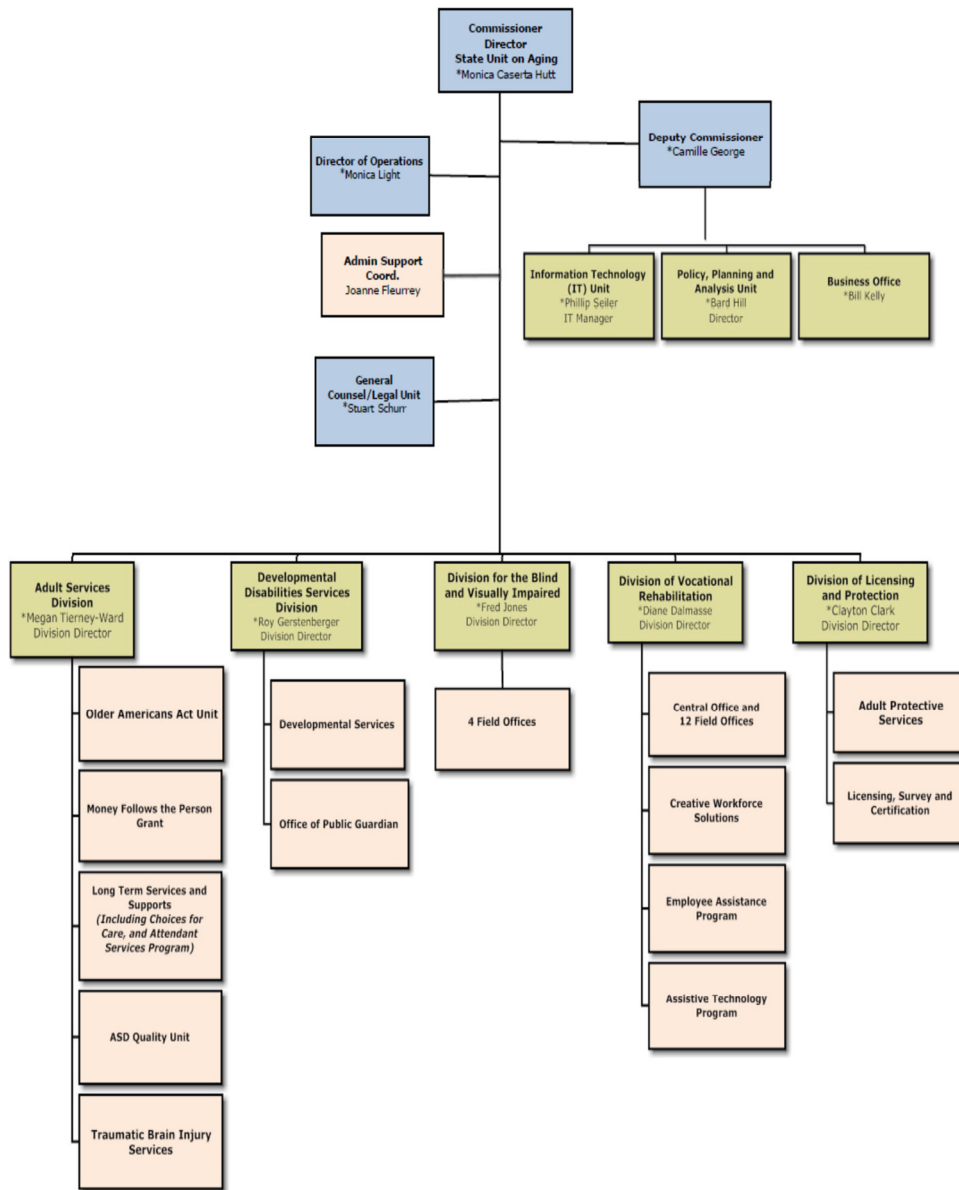 Commissioner
Director
State Unit on Aging
*Monica Caserta Hutt
Deputy Commissioner
*Camille George
Director of Operations
*Monica Light
Admin Support
Coord.
Joanne Fleurrey
Information Technology
(IT) Unit
*Phillip Seiler
IT Manager
Policy, Planning and
Analysis Unit
*Bard Hill
Director
Business Office
*Bill Kelly
General
Counsel/Legal Unit
*Stuart Schurr
Adult Services
Division
*Megan Tierney-Ward
Division Director
Developmental
Disabilities Services
Division
*Roy Gerstenberger
Division Director
Division for the Blind
and Visually Impaired
*Fred Jones
Division Director
Division of Vocational
Rehabilitation
*Diane Dalmasse
Division Director
Division of Licensing
and Protection
*Clayton Clark
Division Director
Older Americans Act Unit
Money Follows the Person
Grant
Long Term Services and
Supports
(Including Choices for
Care, and Attendant
Services Program)
ASD Quality Unit
Traumatic Brain Injury
Services
Developmental Services
Office of Public Guardian
4 Field Offices
Central Office and
12 Field Offices
Creative Workforce
Solutions
Employee Assistance
Program
Assistive Technology
Program
Adult Protective
Services
Licensing, Survey and
Certification